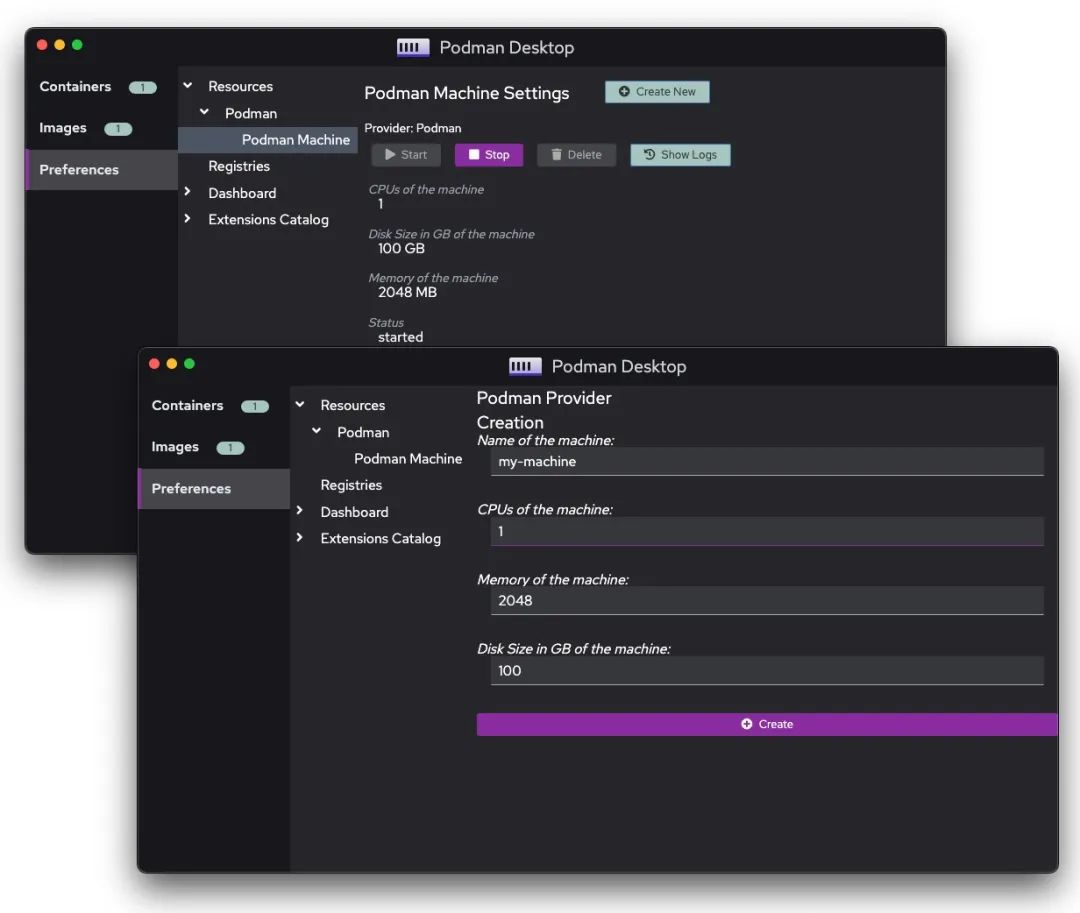 Podman Desktop
Containers 1
Images 1
Preferences
Resources
Podman
Podman Machine
Registries
Dashboard
Extensions Catalog
Podman Machine Settings
Create New
Provider: Podman
Start
Stop
Delete
Show Logs
CPUs of the machine
1
Disk Size in GB of the machine
100 GB
Memory of the machine
2048 MB
Status
started
Podman Desktop
Containers 1
Images 1
Preferences
Resources
Podman
Podman Machine
Registries
Dashboard
Extensions Catalog
Podman Provider
Creation
Name of the machine:
my-machine
CPUs of the machine:
1
Memory of the machine:
2048
Disk Size in GB of the machine:
100
Create